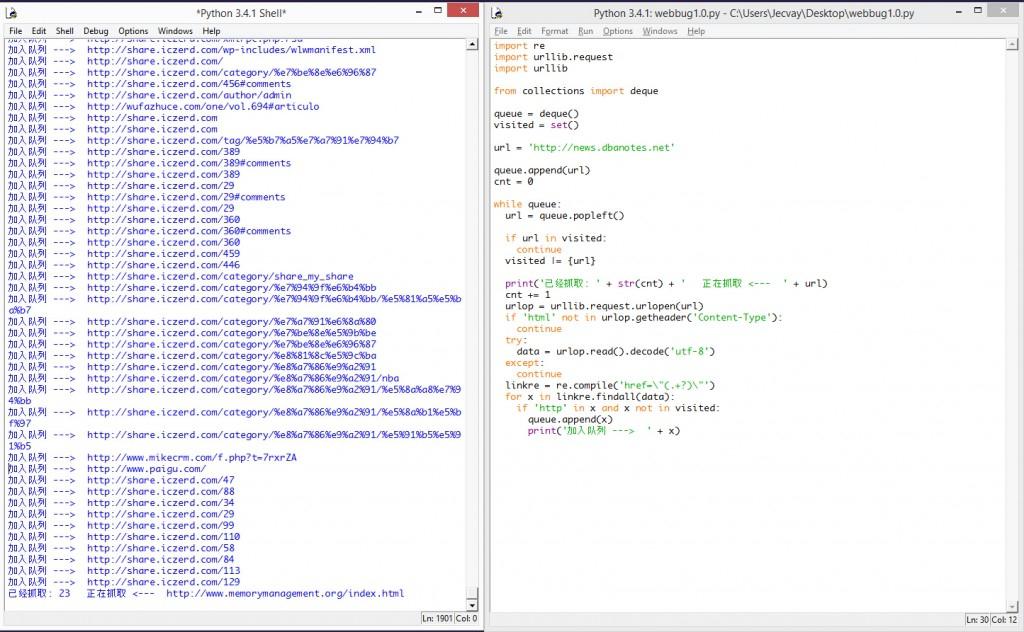 *Python 3.4.1 Shell*
File Edit Shell Debug Options Windows Help
加入队列 ---> http://share.iczerd.com/wp-includes/wlwmanifest.xml
加入队列 ---> http://share.iczerd.com/
加入队列 ---> http://share.iczerd.com/category/%e7%be%8e%e6%96%87
加入队列 ---> http://share.iczerd.com/456#comments
加入队列 ---> http://share.iczerd.com/author/admin
加入队列 ---> http://wufazhuce.com/one/vol.694#articulo
加入队列 ---> http://share.iczerd.com
加入队列 ---> http://share.iczerd.com
加入队列 ---> http://share.iczerd.com/tag/%e5%b7%a5%e7%a7%91%e7%94%b7
加入队列 ---> http://share.iczerd.com/389
加入队列 ---> http://share.iczerd.com/389#comments
加入队列 ---> http://share.iczerd.com/389
加入队列 ---> http://share.iczerd.com/29
加入队列 ---> http://share.iczerd.com/29#comments
加入队列 ---> http://share.iczerd.com/29
加入队列 ---> http://share.iczerd.com/360
加入队列 ---> http://share.iczerd.com/360#comments
加入队列 ---> http://share.iczerd.com/360
加入队列 ---> http://share.iczerd.com/459
加入队列 ---> http://share.iczerd.com/446
加入队列 ---> http://share.iczerd.com/category/share_my_share
加入队列 ---> http://share.iczerd.com/category/%e7%94%9f%e6%b4%bb
加入队列 ---> http://share.iczerd.com/category/%e7%94%9f%e6%b4%bb/%e5%81%a5%e5%b
a%b7
加入队列 ---> http://share.iczerd.com/category/%e7%a7%91%e6%8a%80
加入队列 ---> http://share.iczerd.com/category/%e7%be%8e%e5%9b%be
加入队列 ---> http://share.iczerd.com/category/%e7%be%8e%e6%96%87
加入队列 ---> http://share.iczerd.com/category/%e8%81%8c%e5%9c%ba
加入队列 ---> http://share.iczerd.com/category/%e8%a7%86%e9%a2%91
加入队列 ---> http://share.iczerd.com/category/%e8%a7%86%e9%a2%91/nba
加入队列 ---> http://share.iczerd.com/category/%e8%a7%86%e9%a2%91/%e5%8a%a8%e7%9
4%bb
加入队列 ---> http://share.iczerd.com/category/%e8%a7%86%e9%a2%91/%e5%8a%b1%e5%b
f%97
加入队列 ---> http://share.iczerd.com/category/%e8%a7%86%e9%a2%91/%e5%91%b5%e5%9
1%b5
加入队列 ---> http://www.mikecrm.com/f.php?t=7rxrZA
加入队列 ---> http://www.paigu.com/
加入队列 ---> http://share.iczerd.com/47
加入队列 ---> http://share.iczerd.com/88
加入队列 ---> http://share.iczerd.com/34
加入队列 ---> http://share.iczerd.com/29
加入队列 ---> http://share.iczerd.com/99
加入队列 ---> http://share.iczerd.com/110
加入队列 ---> http://share.iczerd.com/58
加入队列 ---> http://share.iczerd.com/84
加入队列 ---> http://share.iczerd.com/113
加入队列 ---> http://share.iczerd.com/129
已经抓取: 23 正在抓取 <--- http://www.memorymanagement.org/index.html
Ln: 1901 Col: 0
Python 3.4.1: webbug1.0.py - C:\Users\Jecvay\Desktop\webbug1.0.py
File Edit Format Run Options Windows Help
import re
import urllib.request
import urllib
from collections import deque
queue = deque()
visited = set()
url = 'http://news.dbanotes.net'
queue.append(url)
cnt = 0
while queue:
  url = queue.popleft()
  if url in visited:
    continue
  visited |= {url}
  print('已经抓取: ' + str(cnt) + '   正在抓取 <---  ' + url)
  cnt += 1
  urlop = urllib.request.urlopen(url)
  if 'html' not in urlop.getheader('Content-Type'):
    continue
  try:
    data = urlop.read().decode('utf-8')
  except:
    continue
  linkre = re.compile('href=\"(.+?)\"')
  for x in linkre.findall(data):
    if 'http' in x and x not in visited:
      queue.append(x)
      print('加入队列 --->  ' + x)
Ln: 30 Col: 12